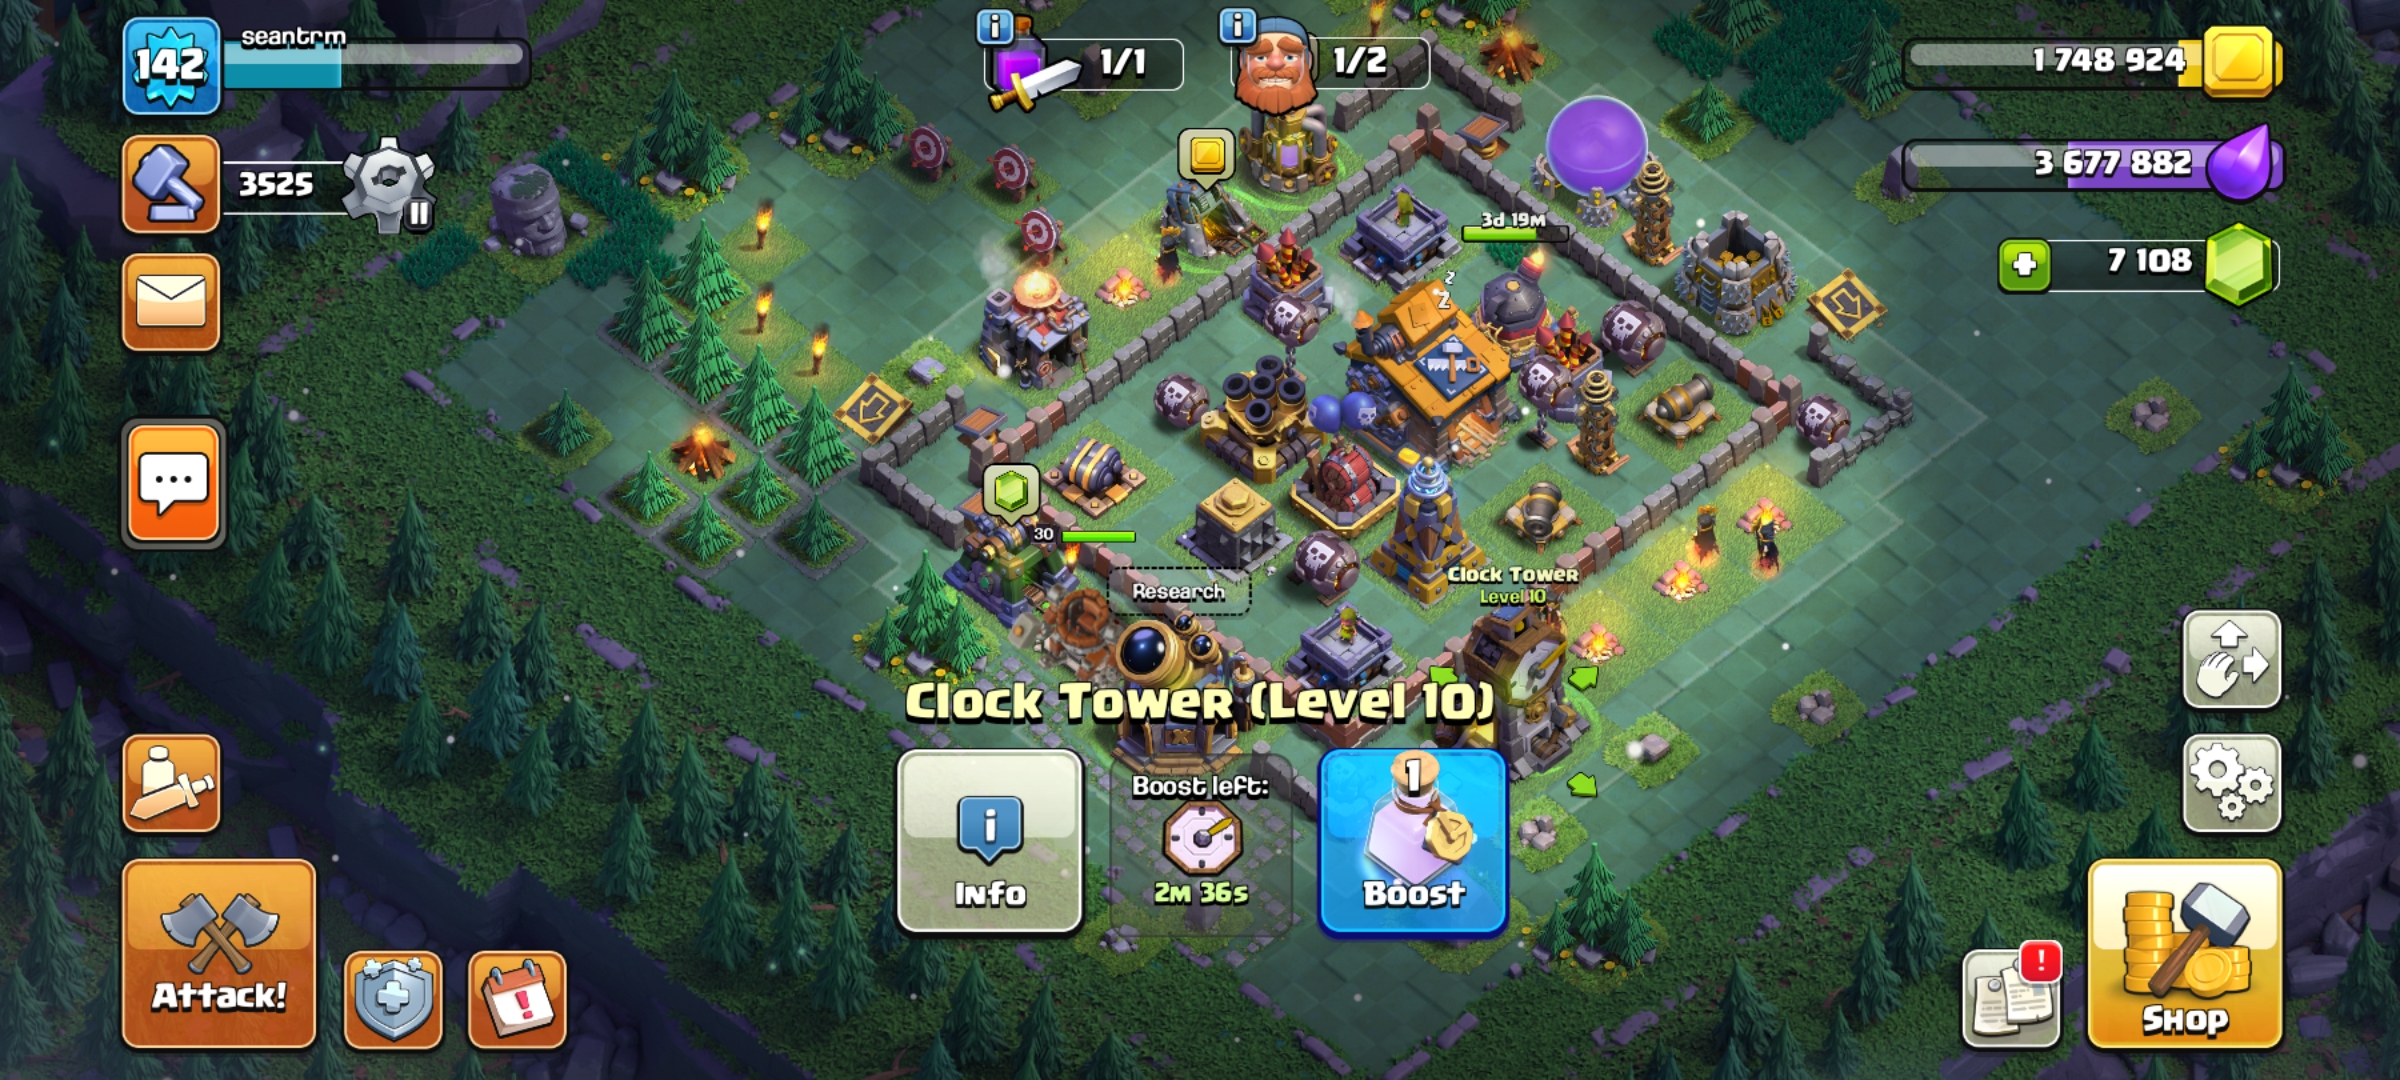 142
seantrm
1/1
1/2
1 748 924
3525
3 677 882
7 108
3d 19m
30
Research
Clock Tower
Level 10
Clock Tower (Level 10)
Info
Boost left:
2m 36s
1
Boost
Attack!
!
Shop
z
z